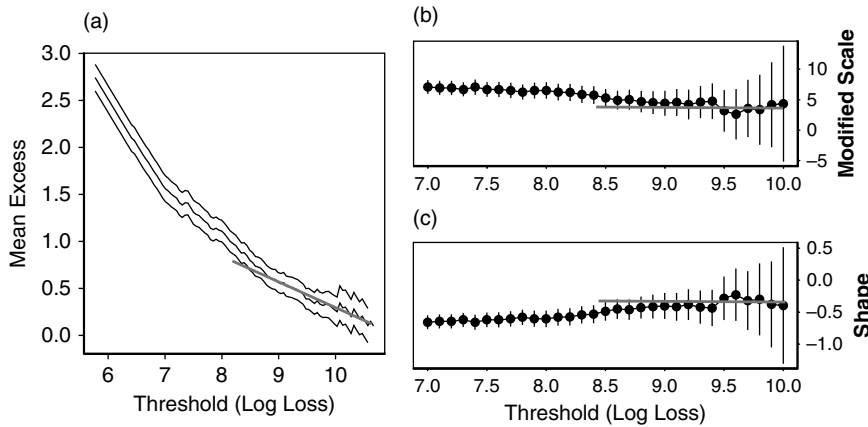 (a)
3.0
2.5
2.0
1.5
1.0
0.5
0.0
Mean Excess
6 7 8 9 10
Threshold (Log Loss)
(b)
10
5
0
−5
Modified Scale
7.0 7.5 8.0 8.5 9.0 9.5 10.0
(c)
0.5
0.0
−0.5
−1.0
Shape
7.0 7.5 8.0 8.5 9.0 9.5 10.0
Threshold (Log Loss)